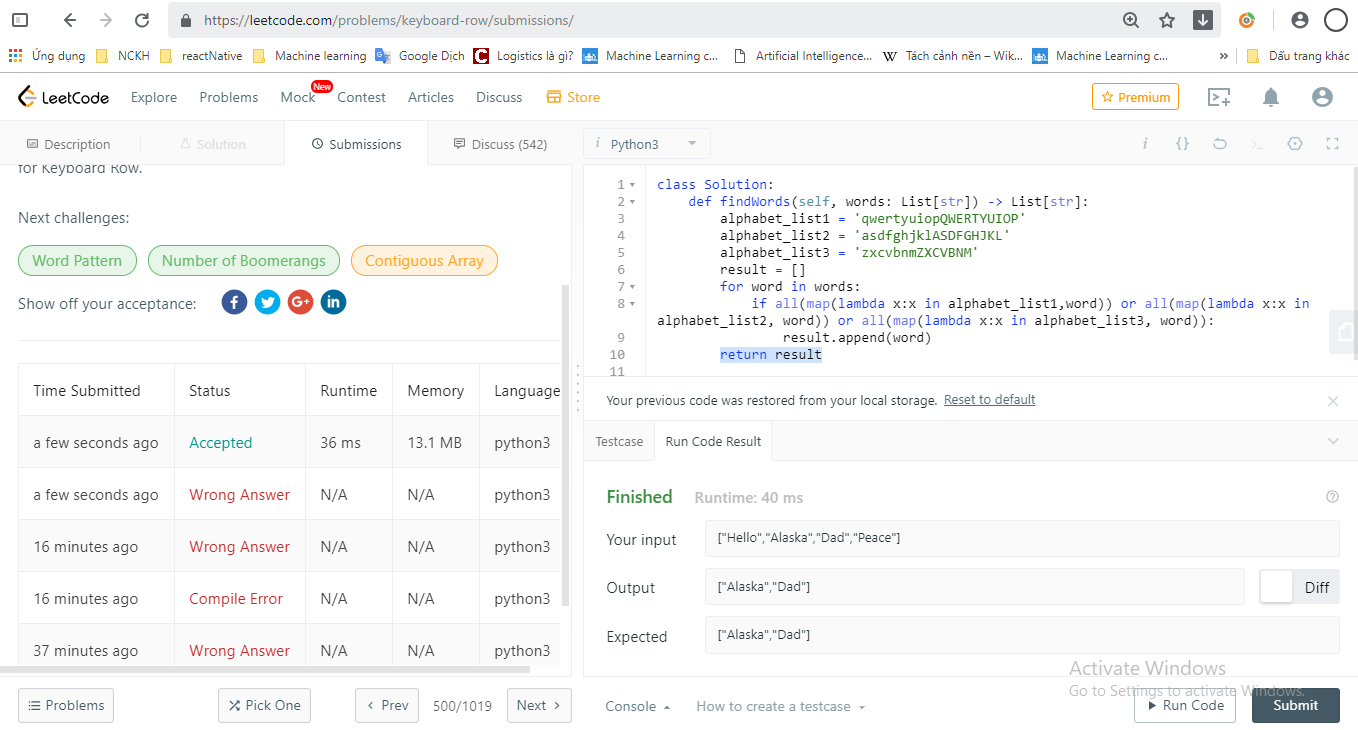 https://leetcode.com/problems/keyboard-row/submissions/
Ứng dụng NCKH reactNative Machine learning Google Dịch Logistics là gì? Machine Learning c... Artificial Intelligence... Tách cảnh nền – Wik... Machine Learning c... » Dấu trang khác
LeetCode Explore Problems Mock New Contest Articles Discuss Store Premium
Description Solution Submissions Discuss (542)
for Keyboard Row.
Next challenges:
Word Pattern Number of Boomerangs Contiguous Array
Show off your acceptance:
Time Submitted Status Runtime Memory Language
a few seconds ago Accepted 36 ms 13.1 MB python3
a few seconds ago Wrong Answer N/A N/A python3
16 minutes ago Wrong Answer N/A N/A python3
16 minutes ago Compile Error N/A N/A python3
37 minutes ago Wrong Answer N/A N/A python3
Problems Pick One Prev 500/1019 Next
Python3
1 class Solution:
2 def findWords(self, words: List[str]) -> List[str]:
3 alphabet_list1 = 'qwertyuiopQWERTYUIOP'
4 alphabet_list2 = 'asdfghjklASDFGHJKL'
5 alphabet_list3 = 'zxcvbnmZXCVBNM'
6 result = []
7 for word in words:
8 if all(map(lambda x:x in alphabet_list1,word)) or all(map(lambda x:x in
alphabet_list2, word)) or all(map(lambda x:x in alphabet_list3, word)):
9 result.append(word)
10 return result
11
Your previous code was restored from your local storage. Reset to default
Testcase Run Code Result
Finished Runtime: 40 ms
Your input ["Hello","Alaska","Dad","Peace"]
Output ["Alaska","Dad"] Diff
Expected ["Alaska","Dad"]
Activate Windows
Go to Settings to activate Windows.
Console How to create a testcase Run Code Submit